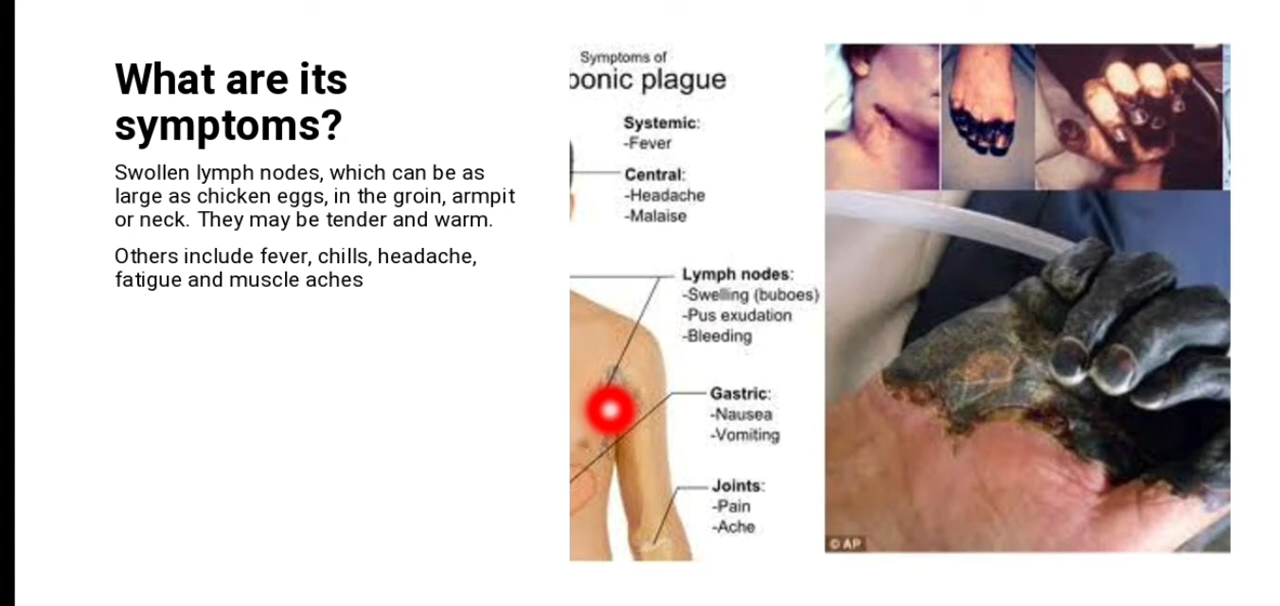 What are its
symptoms?
Swollen lymph nodes, which can be as
large as chicken eggs, in the groin, armpit
or neck. They may be tender and warm.
Others include fever, chills, headache,
fatigue and muscle aches
Symptoms of
bonic plague
Systemic:
-Fever
Central:
-Headache
-Malaise
Lymph nodes:
-Swelling (buboes)
-Pus exudation
-Bleeding
Gastric:
-Nausea
-Vomiting
Joints:
-Pain
-Ache
© AP